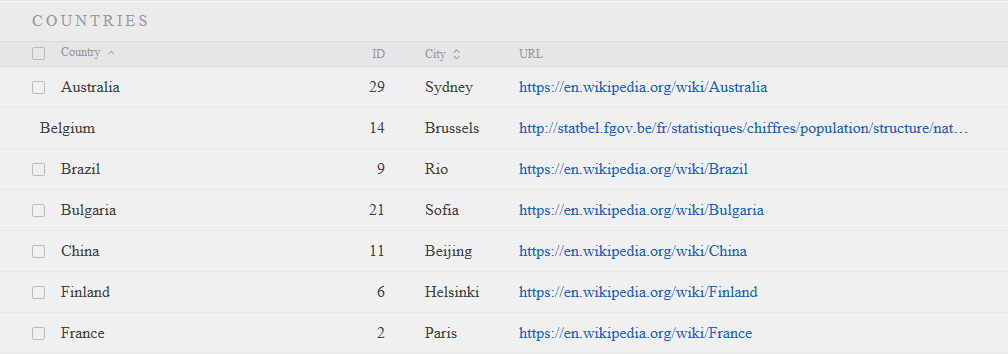 COUNTRIES
Country ID City URL
Australia 29 Sydney https://en.wikipedia.org/wiki/Australia
Belgium 14 Brussels http://statbel.fgov.be/fr/statistiques/chiffres/population/structure/nat…
Brazil 9 Rio https://en.wikipedia.org/wiki/Brazil
Bulgaria 21 Sofia https://en.wikipedia.org/wiki/Bulgaria
China 11 Beijing https://en.wikipedia.org/wiki/China
Finland 6 Helsinki https://en.wikipedia.org/wiki/Finland
France 2 Paris https://en.wikipedia.org/wiki/France